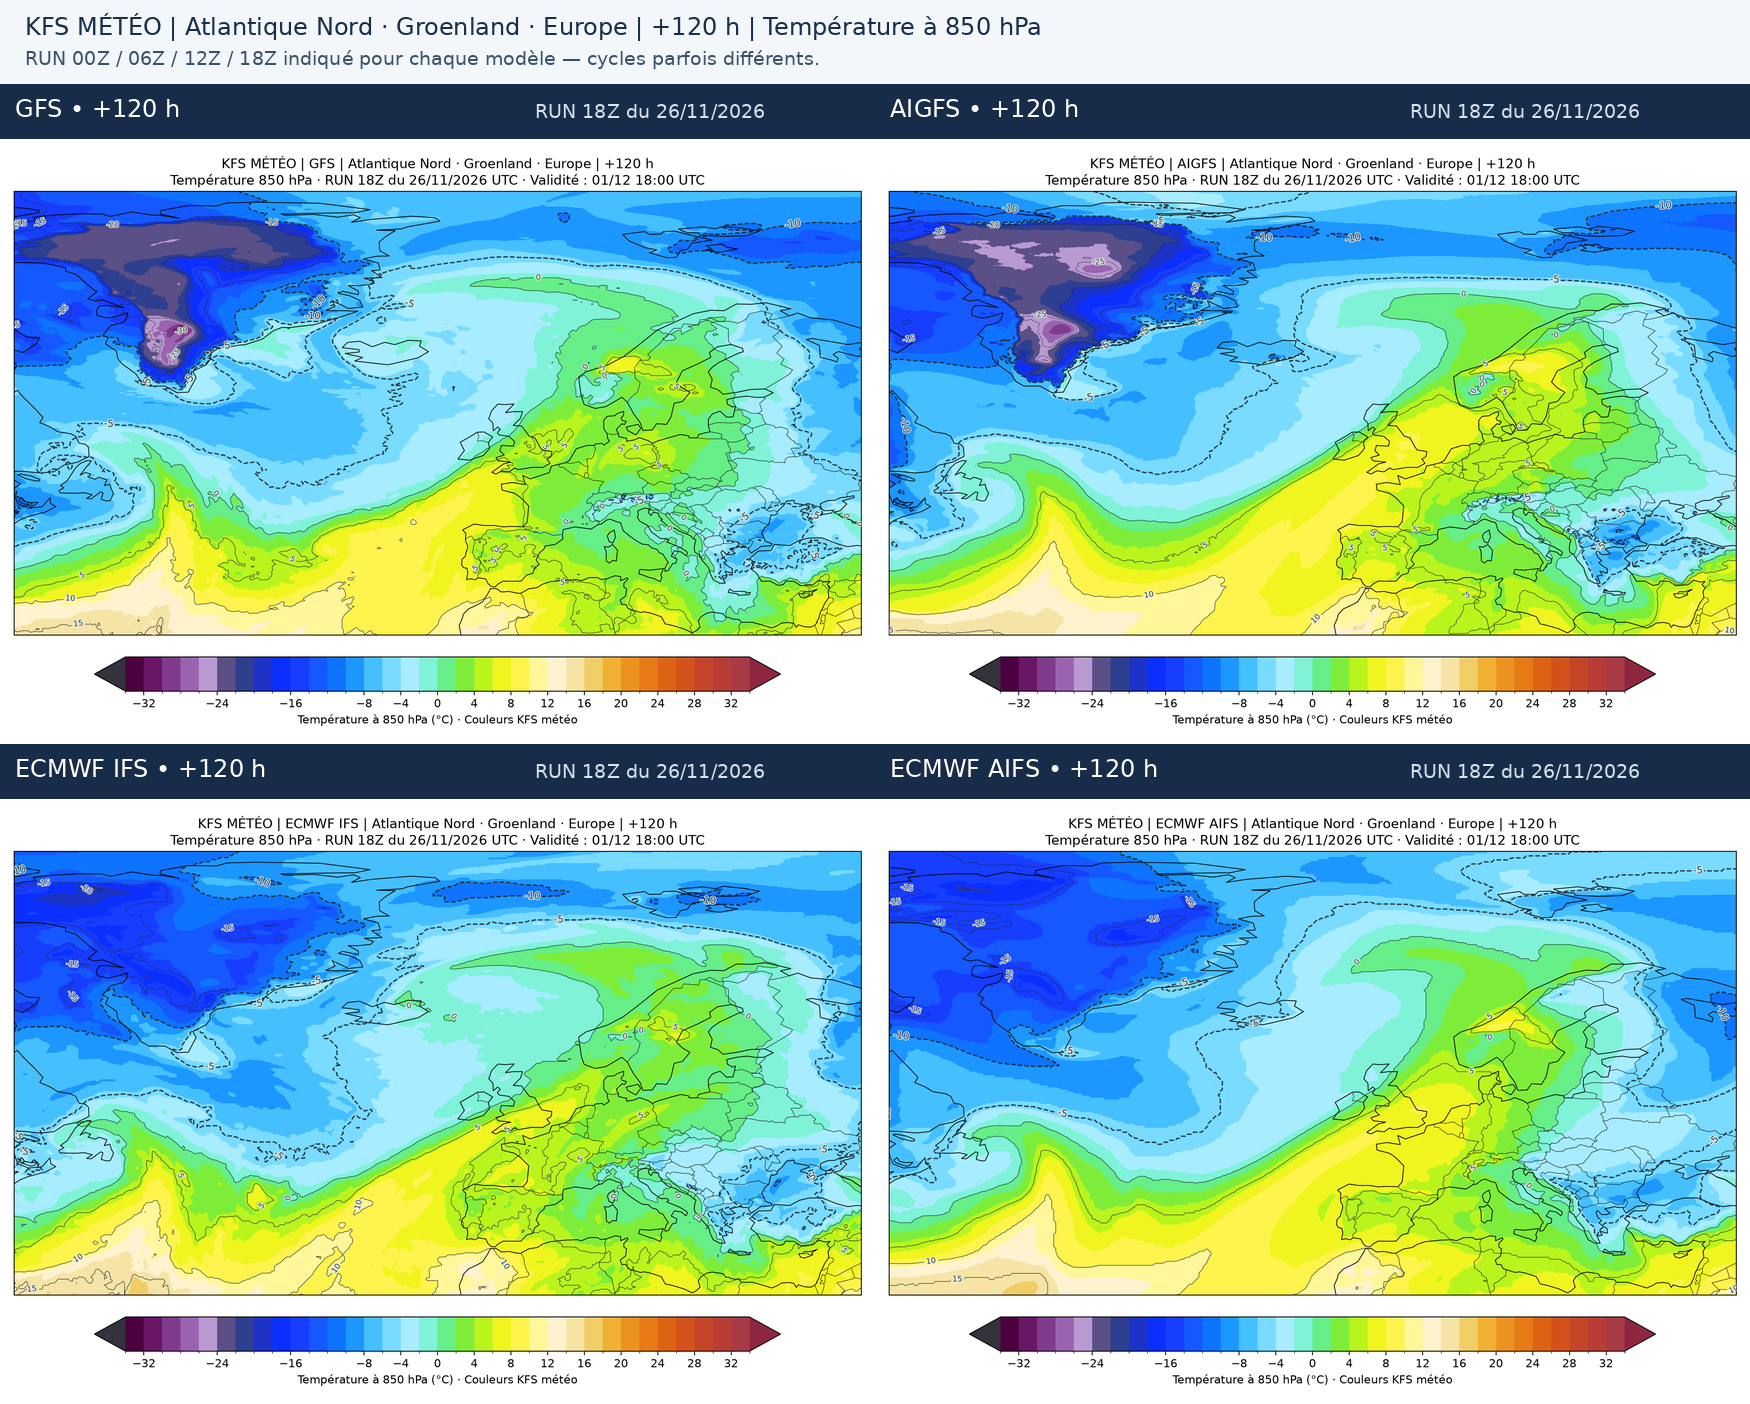 KFS MÉTÉO | Atlantique Nord · Groenland · Europe | +120 h | Température à 850 hPa
RUN 00Z / 06Z / 12Z / 18Z indiqué pour chaque modèle — cycles parfois différents.
GFS • +120 h
RUN 18Z du 26/11/2026
AIGFS • +120 h
RUN 18Z du 26/11/2026
KFS MÉTÉO | GFS | Atlantique Nord · Groenland · Europe | +120 h
Température 850 hPa · RUN 18Z du 26/11/2026 UTC · Validité : 01/12 18:00 UTC
KFS MÉTÉO | AIGFS | Atlantique Nord · Groenland · Europe | +120 h
Température 850 hPa · RUN 18Z du 26/11/2026 UTC · Validité : 01/12 18:00 UTC
−32 −24 −16 −8 −4 0 4 8 12 16 20 24 28 32
Température à 850 hPa (°C) · Couleurs KFS météo
−32 −24 −16 −8 −4 0 4 8 12 16 20 24 28 32
Température à 850 hPa (°C) · Couleurs KFS météo
ECMWF IFS • +120 h
RUN 18Z du 26/11/2026
ECMWF AIFS • +120 h
RUN 18Z du 26/11/2026
KFS MÉTÉO | ECMWF IFS | Atlantique Nord · Groenland · Europe | +120 h
Température 850 hPa · RUN 18Z du 26/11/2026 UTC · Validité : 01/12 18:00 UTC
KFS MÉTÉO | ECMWF AIFS | Atlantique Nord · Groenland · Europe | +120 h
Température 850 hPa · RUN 18Z du 26/11/2026 UTC · Validité : 01/12 18:00 UTC
−32 −24 −16 −8 −4 0 4 8 12 16 20 24 28 32
Température à 850 hPa (°C) · Couleurs KFS météo
−32 −24 −16 −8 −4 0 4 8 12 16 20 24 28 32
Température à 850 hPa (°C) · Couleurs KFS météo